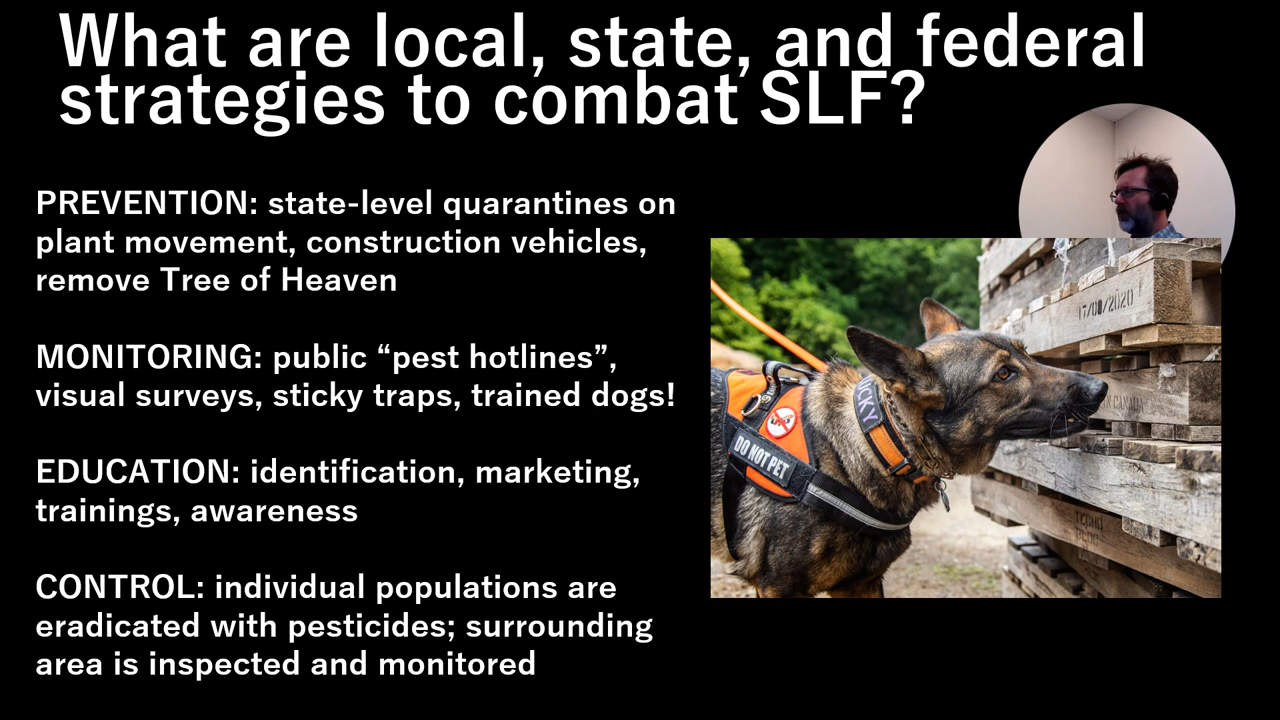 What are local, state, and federal
strategies to combat SLF?
PREVENTION: state-level quarantines on
plant movement, construction vehicles,
remove Tree of Heaven
MONITORING: public “pest hotlines”,
visual surveys, sticky traps, trained dogs!
EDUCATION: identification, marketing,
trainings, awareness
CONTROL: individual populations are
eradicated with pesticides; surrounding
area is inspected and monitored
17/08/2020
UCKY
DO NOT PET